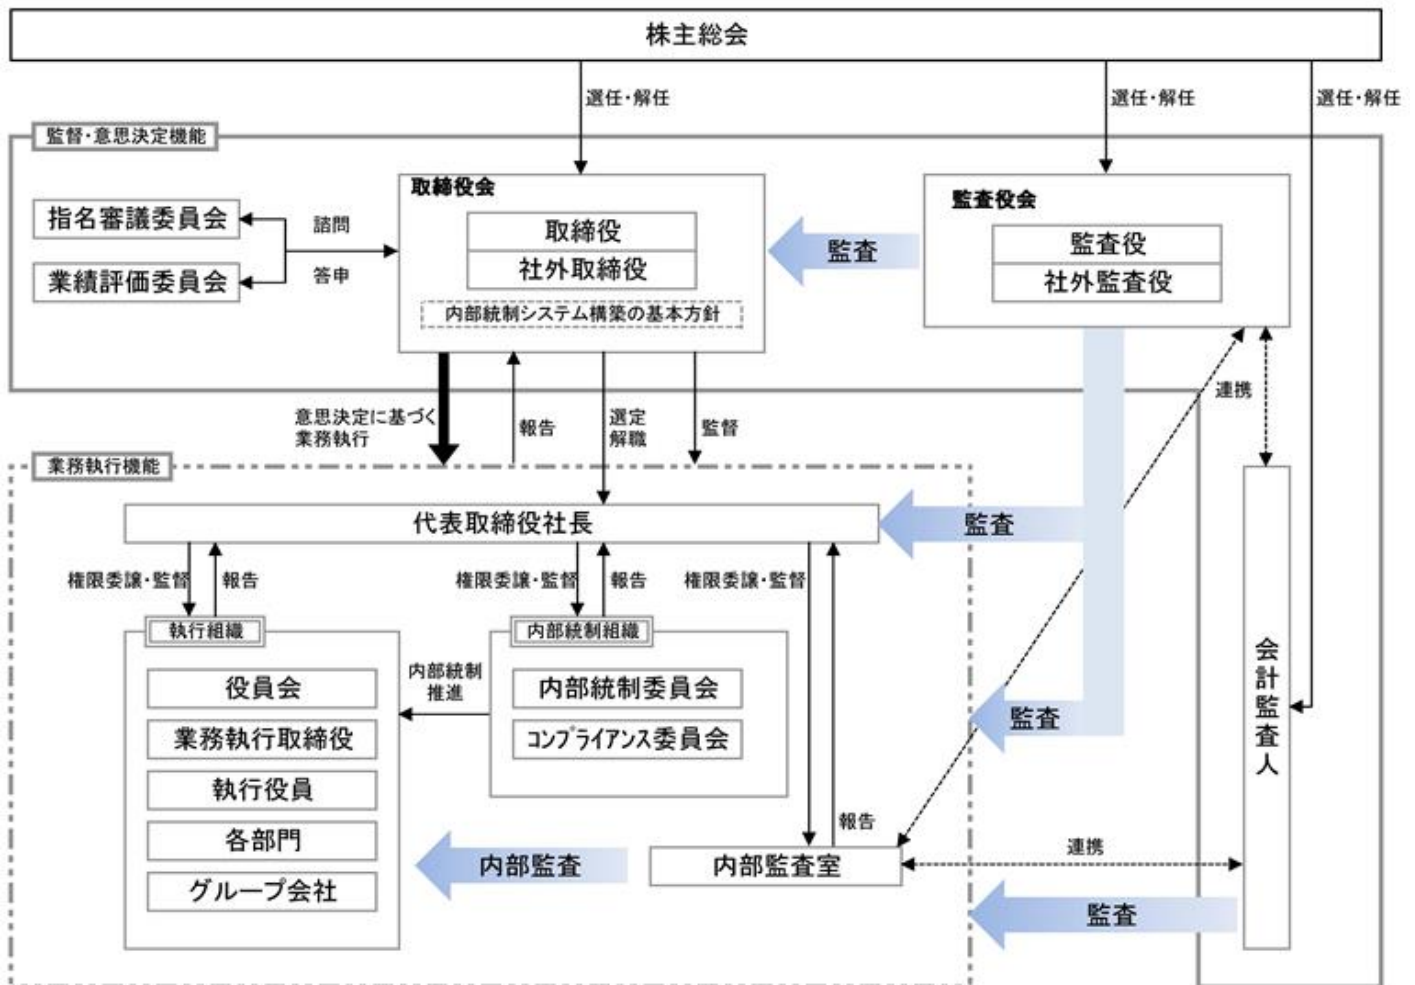 株主総会
選任・解任
選任・解任
選任・解任
監督・意思決定機能
取締役会
監査役会
指名審議委員会
諮問
取締役
監査
監査役
業績評価委員会
答申
社外取締役
社外監査役
内部統制システム構築の基本方針
連携
意思決定に基づく
業務執行
報告
選定
解職
監督
業務執行機能
代表取締役社長
監査
権限委譲・監督
報告
権限委譲・監督
報告
権限委譲・監督
執行組織
内部統制組織
内部統制
推進
役員会
内部統制委員会
業務執行取締役
コンプライアンス委員会
監査
会計監査人
執行役員
各部門
報告
内部監査
内部監査室
連携
グループ会社
監査